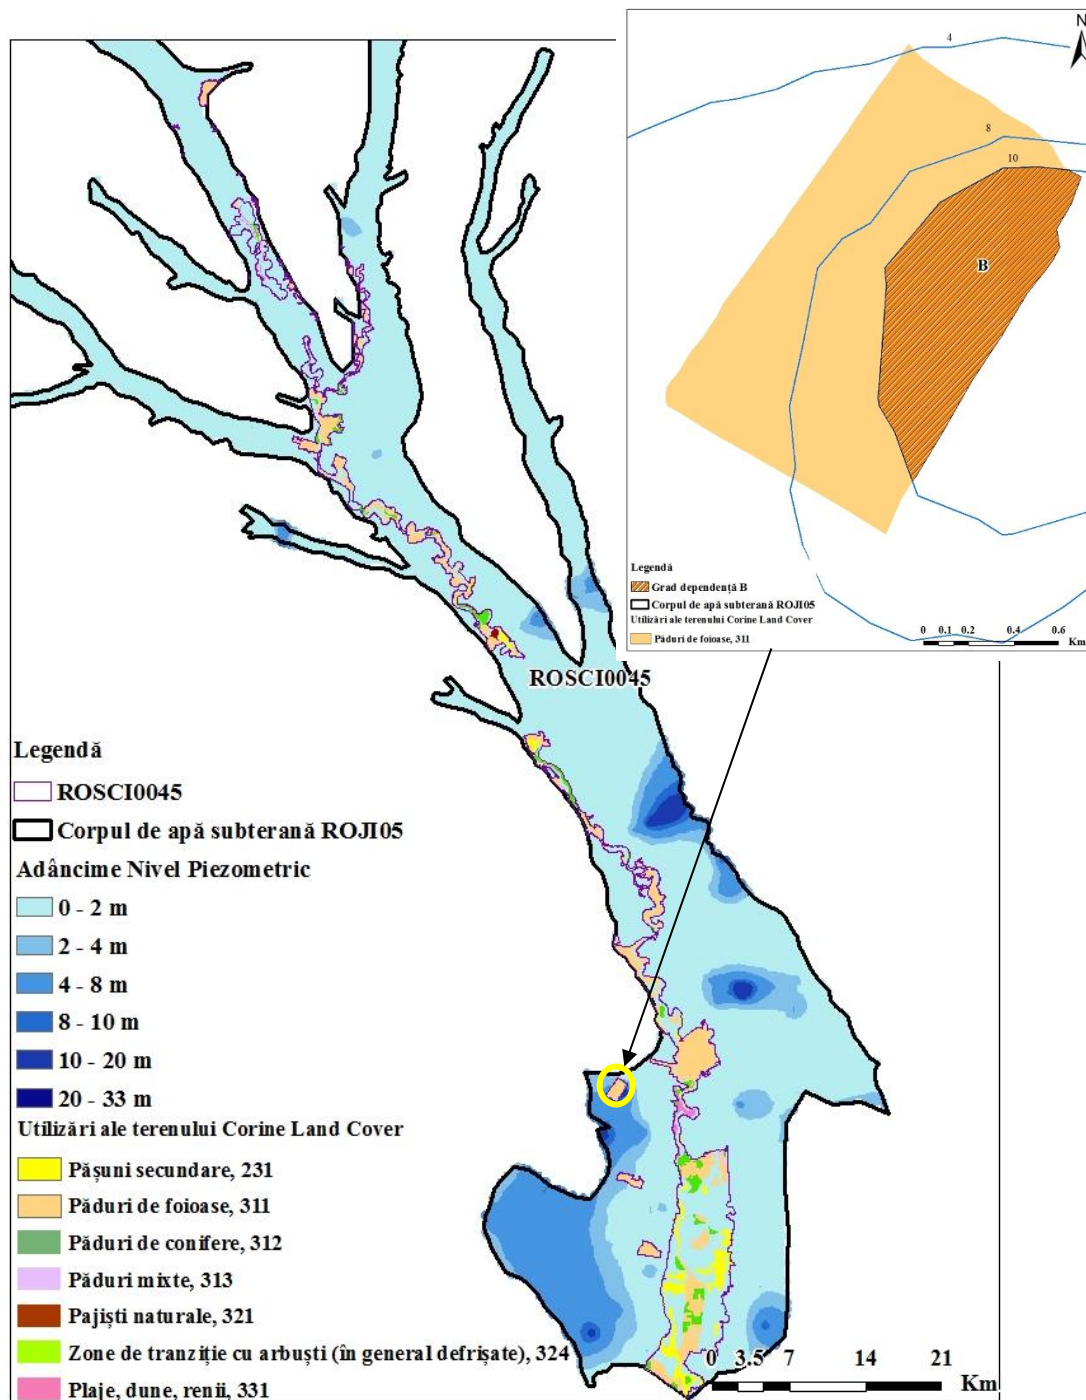 N
4
8
10
B
Legendă
Grad dependență B
Corpul de apă subterană ROJI05
Utilizări ale terenului Corine Land Cover
Păduri de foioase, 311
0 0.1 0.2 0.4 0.6
Km
ROSCI0045
Legendă
ROSCI0045
Corpul de apă subterană ROJI05
Adâncime Nivel Piezometric
0 - 2 m
2 - 4 m
4 - 8 m
8 - 10 m
10 - 20 m
20 - 33 m
Utilizări ale terenului Corine Land Cover
Pășuni secundare, 231
Păduri de foioase, 311
Păduri de conifere, 312
Păduri mixte, 313
Pajiști naturale, 321
Zone de tranziție cu arbuști (în general defrișate), 324
Plaje, dune, renii, 331
0 3.5 7 14 21
Km